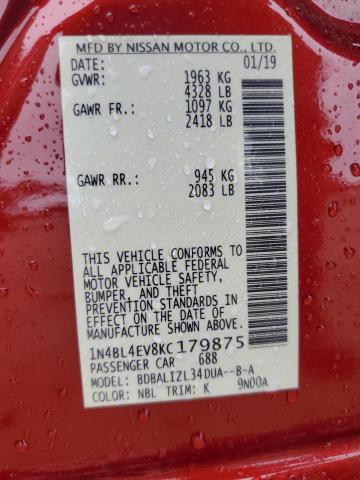 MFD BY NISSAN MOTOR CO., LTD.
DATE: 01/19
GVWR: 1963 KG
4328 LB
GAWR FR.: 1097 KG
2418 LB
GAWR RR.: 945 KG
2083 LB
THIS VEHICLE CONFORMS TO
ALL APPLICABLE FEDERAL
MOTOR VEHICLE SAFETY,
BUMPER, AND THEFT
PREVENTION STANDARDS IN
EFFECT ON THE DATE OF
MANUFACTURE SHOWN ABOVE.
1N4BL4EV8KC179875
PASSENGER CAR 688
MODEL: BDBALIZL34DUA--B-A
COLOR: NBL TRIM: K 9N00A